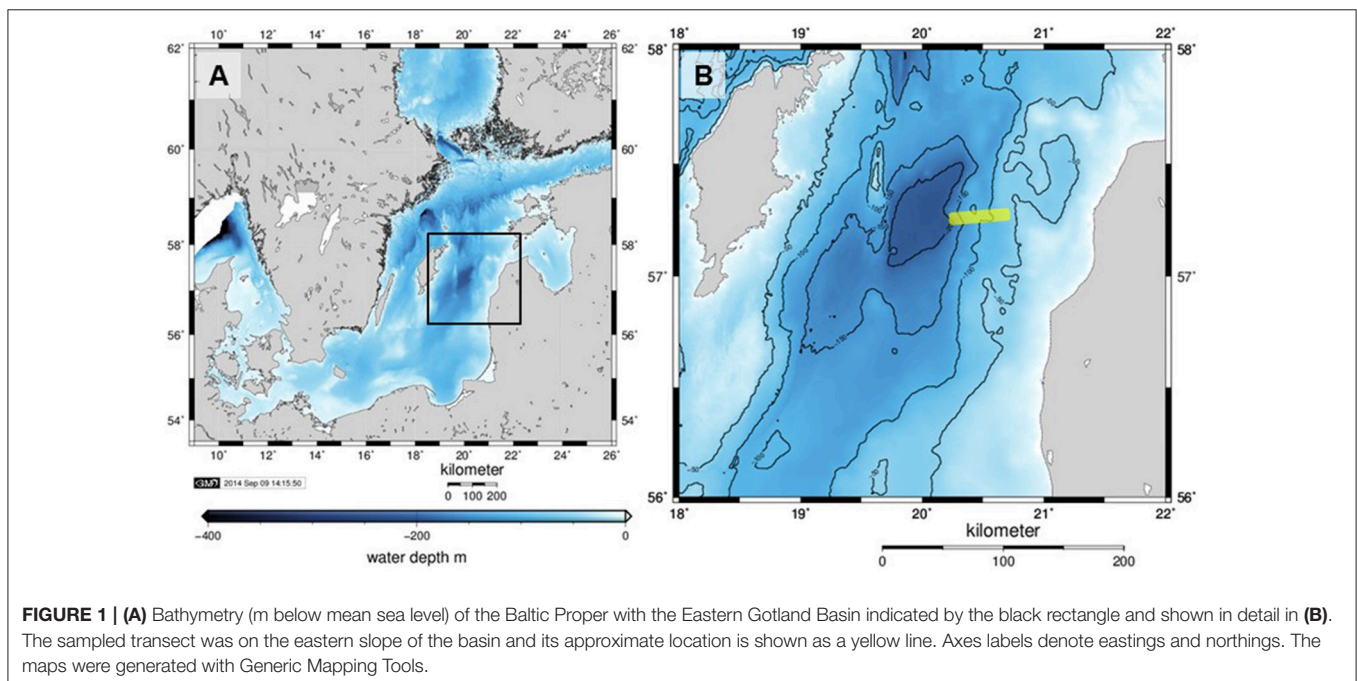 A
10˚ 12˚ 14˚ 16˚ 18˚ 20˚ 22˚ 24˚ 26˚
62˚ 62˚
60˚ 60˚
58˚ 58˚
56˚ 56˚
54˚ 54˚
10˚ 12˚ 14˚ 16˚ 18˚ 20˚ 22˚ 24˚ 26˚
kilometer
0 100 200
GMT 2014 Sep 09 14:15:50
−400 −200 0
water depth m
B
18˚ 19˚ 20˚ 21˚ 22˚
58˚ 58˚
57˚ 57˚
56˚ 56˚
18˚ 19˚ 20˚ 21˚ 22˚
kilometer
0 100 200
FIGURE 1 | (A) Bathymetry (m below mean sea level) of the Baltic Proper with the Eastern Gotland Basin indicated by the black rectangle and shown in detail in (B).
The sampled transect was on the eastern slope of the basin and its approximate location is shown as a yellow line. Axes labels denote eastings and northings. The
maps were generated with Generic Mapping Tools.